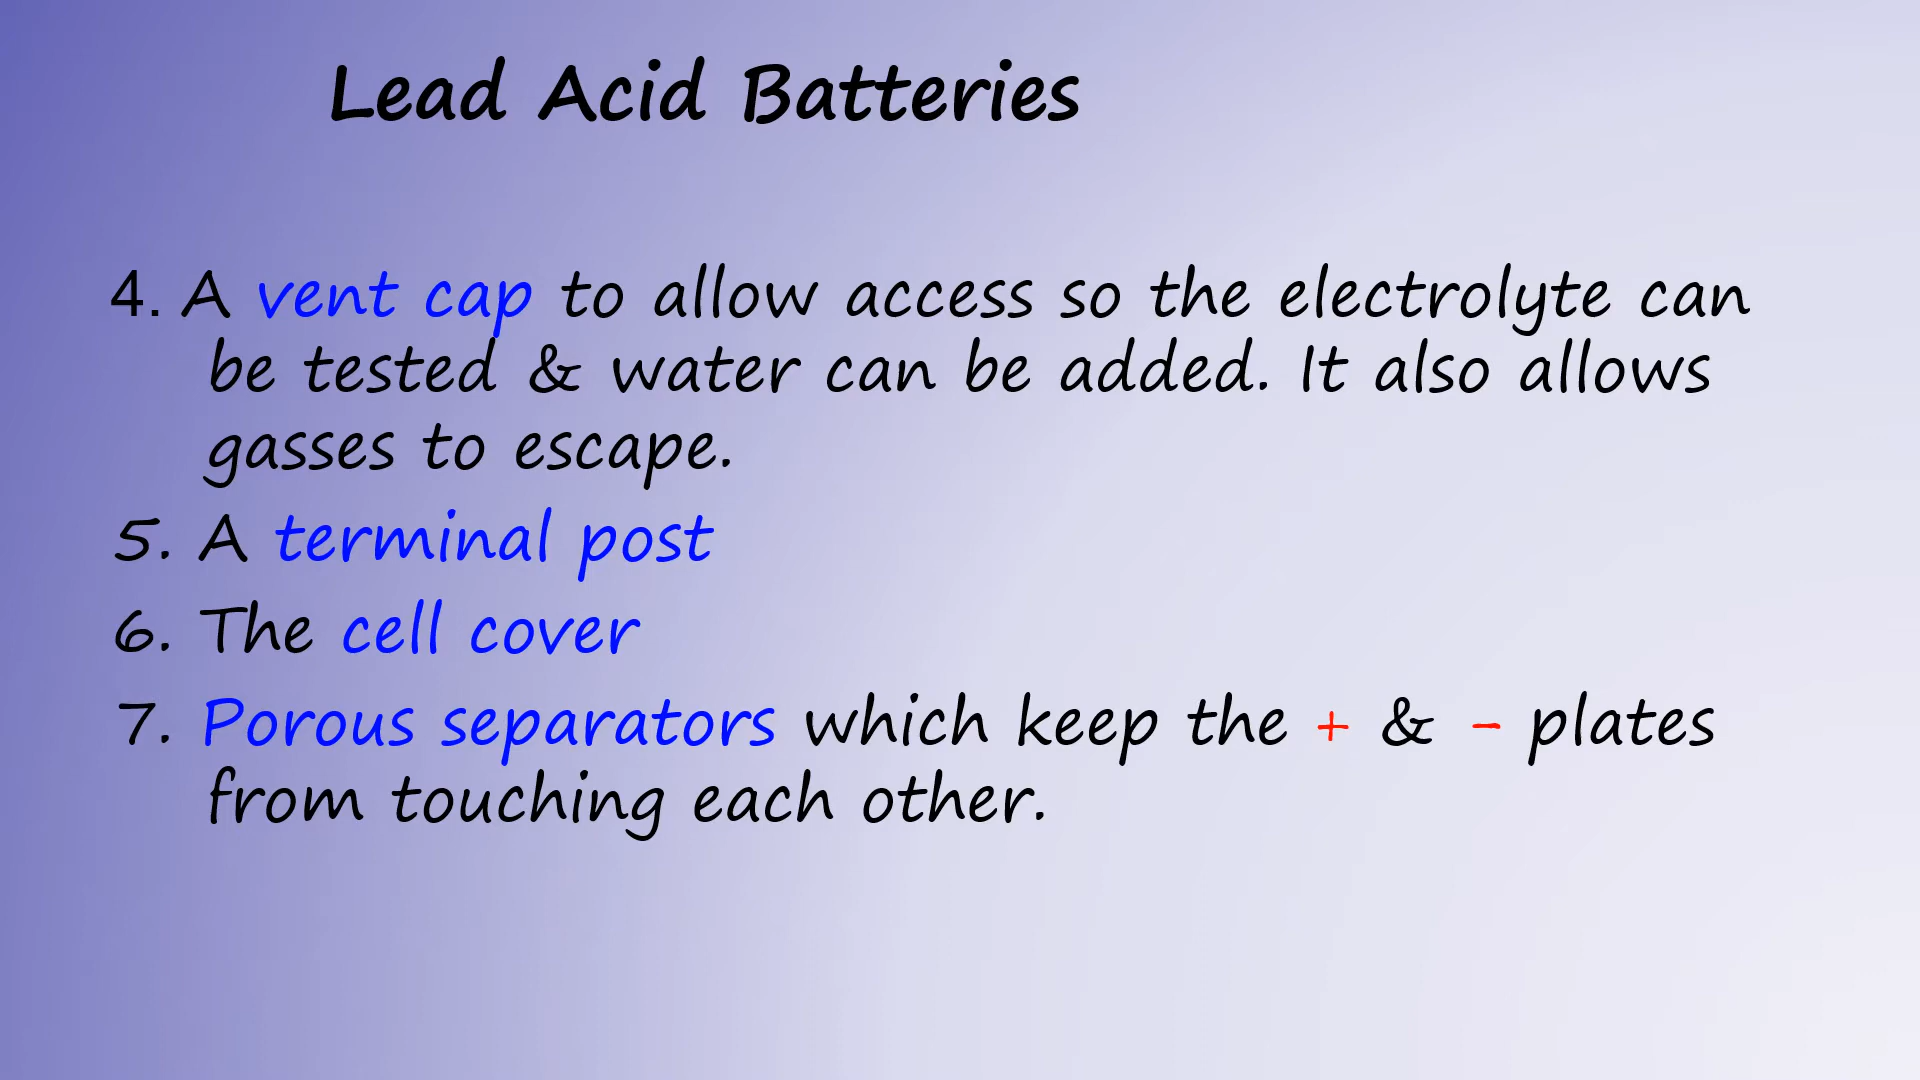 Lead Acid Batteries
4. A vent cap to allow access so the electrolyte can
be tested & water can be added. It also allows
gasses to escape.
5. A terminal post
6. The cell cover
7. Porous separators which keep the + & - plates
from touching each other.